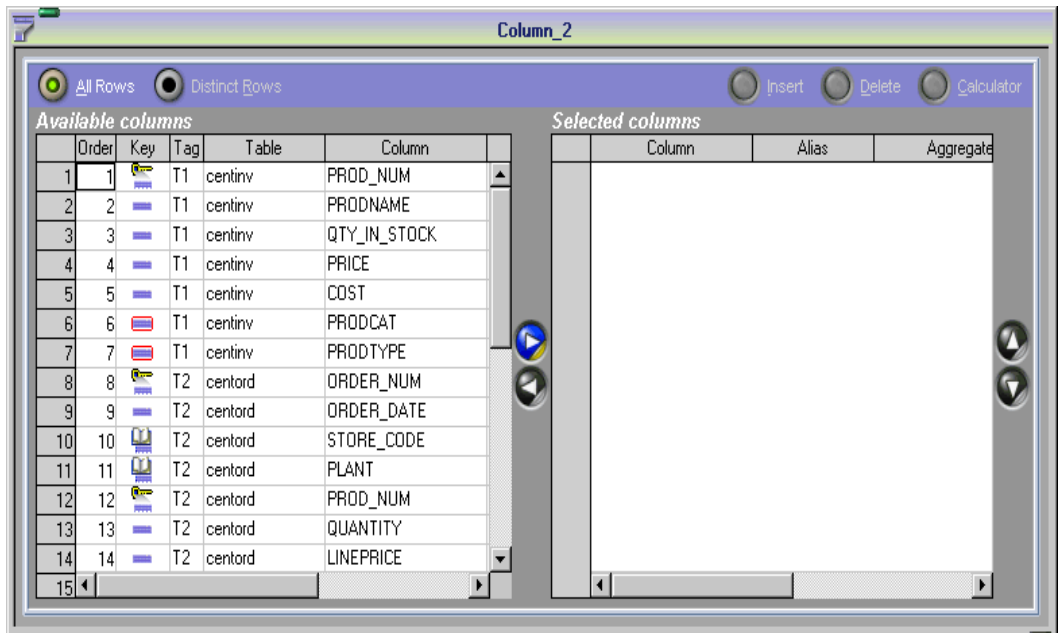 Column_2
All Rows Distinct Rows Insert Delete Calculator
Available columns Selected columns
Order Key Tag Table Column Column Alias Aggregate
1 1 T1 centinv PROD_NUM
2 2 T1 centinv PRODNAME
3 3 T1 centinv QTY_IN_STOCK
4 4 T1 centinv PRICE
5 5 T1 centinv COST
6 6 T1 centinv PRODCAT
7 7 T1 centinv PRODTYPE
8 8 T2 centord ORDER_NUM
9 9 T2 centord ORDER_DATE
10 10 T2 centord STORE_CODE
11 11 T2 centord PLANT
12 12 T2 centord PROD_NUM
13 13 T2 centord QUANTITY
14 14 T2 centord LINEPRICE
15